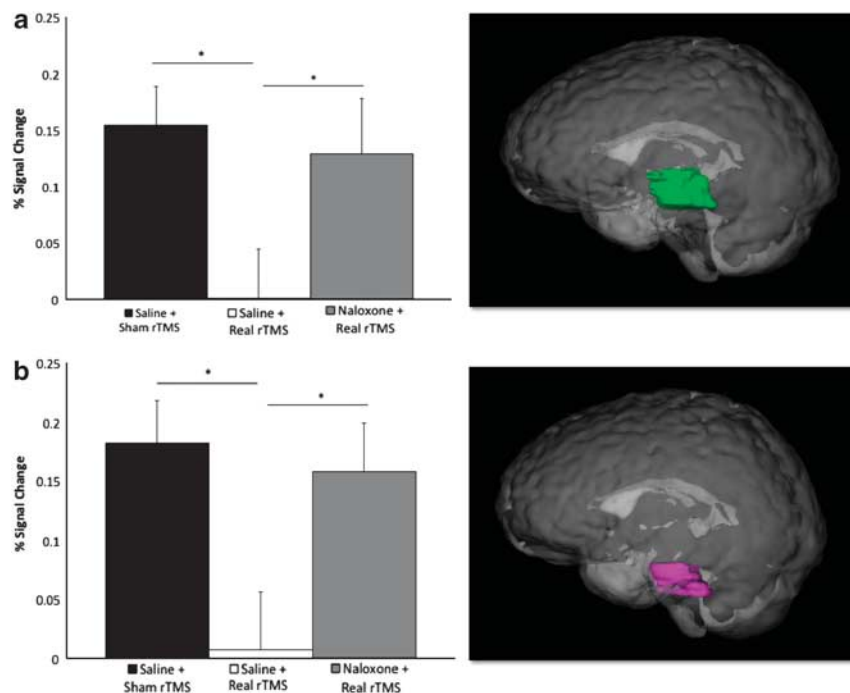 a
0.25
*
*
0.2
0.15
% Signal Change
0.1
0.05
0
Saline +
Sham rTMS
Saline +
Real rTMS
Naloxone +
Real rTMS
b
0.25
*
*
0.2
0.15
% Signal Change
0.1
0.05
0
Saline +
Sham rTMS
Saline +
Real rTMS
Naloxone +
Real rTMS